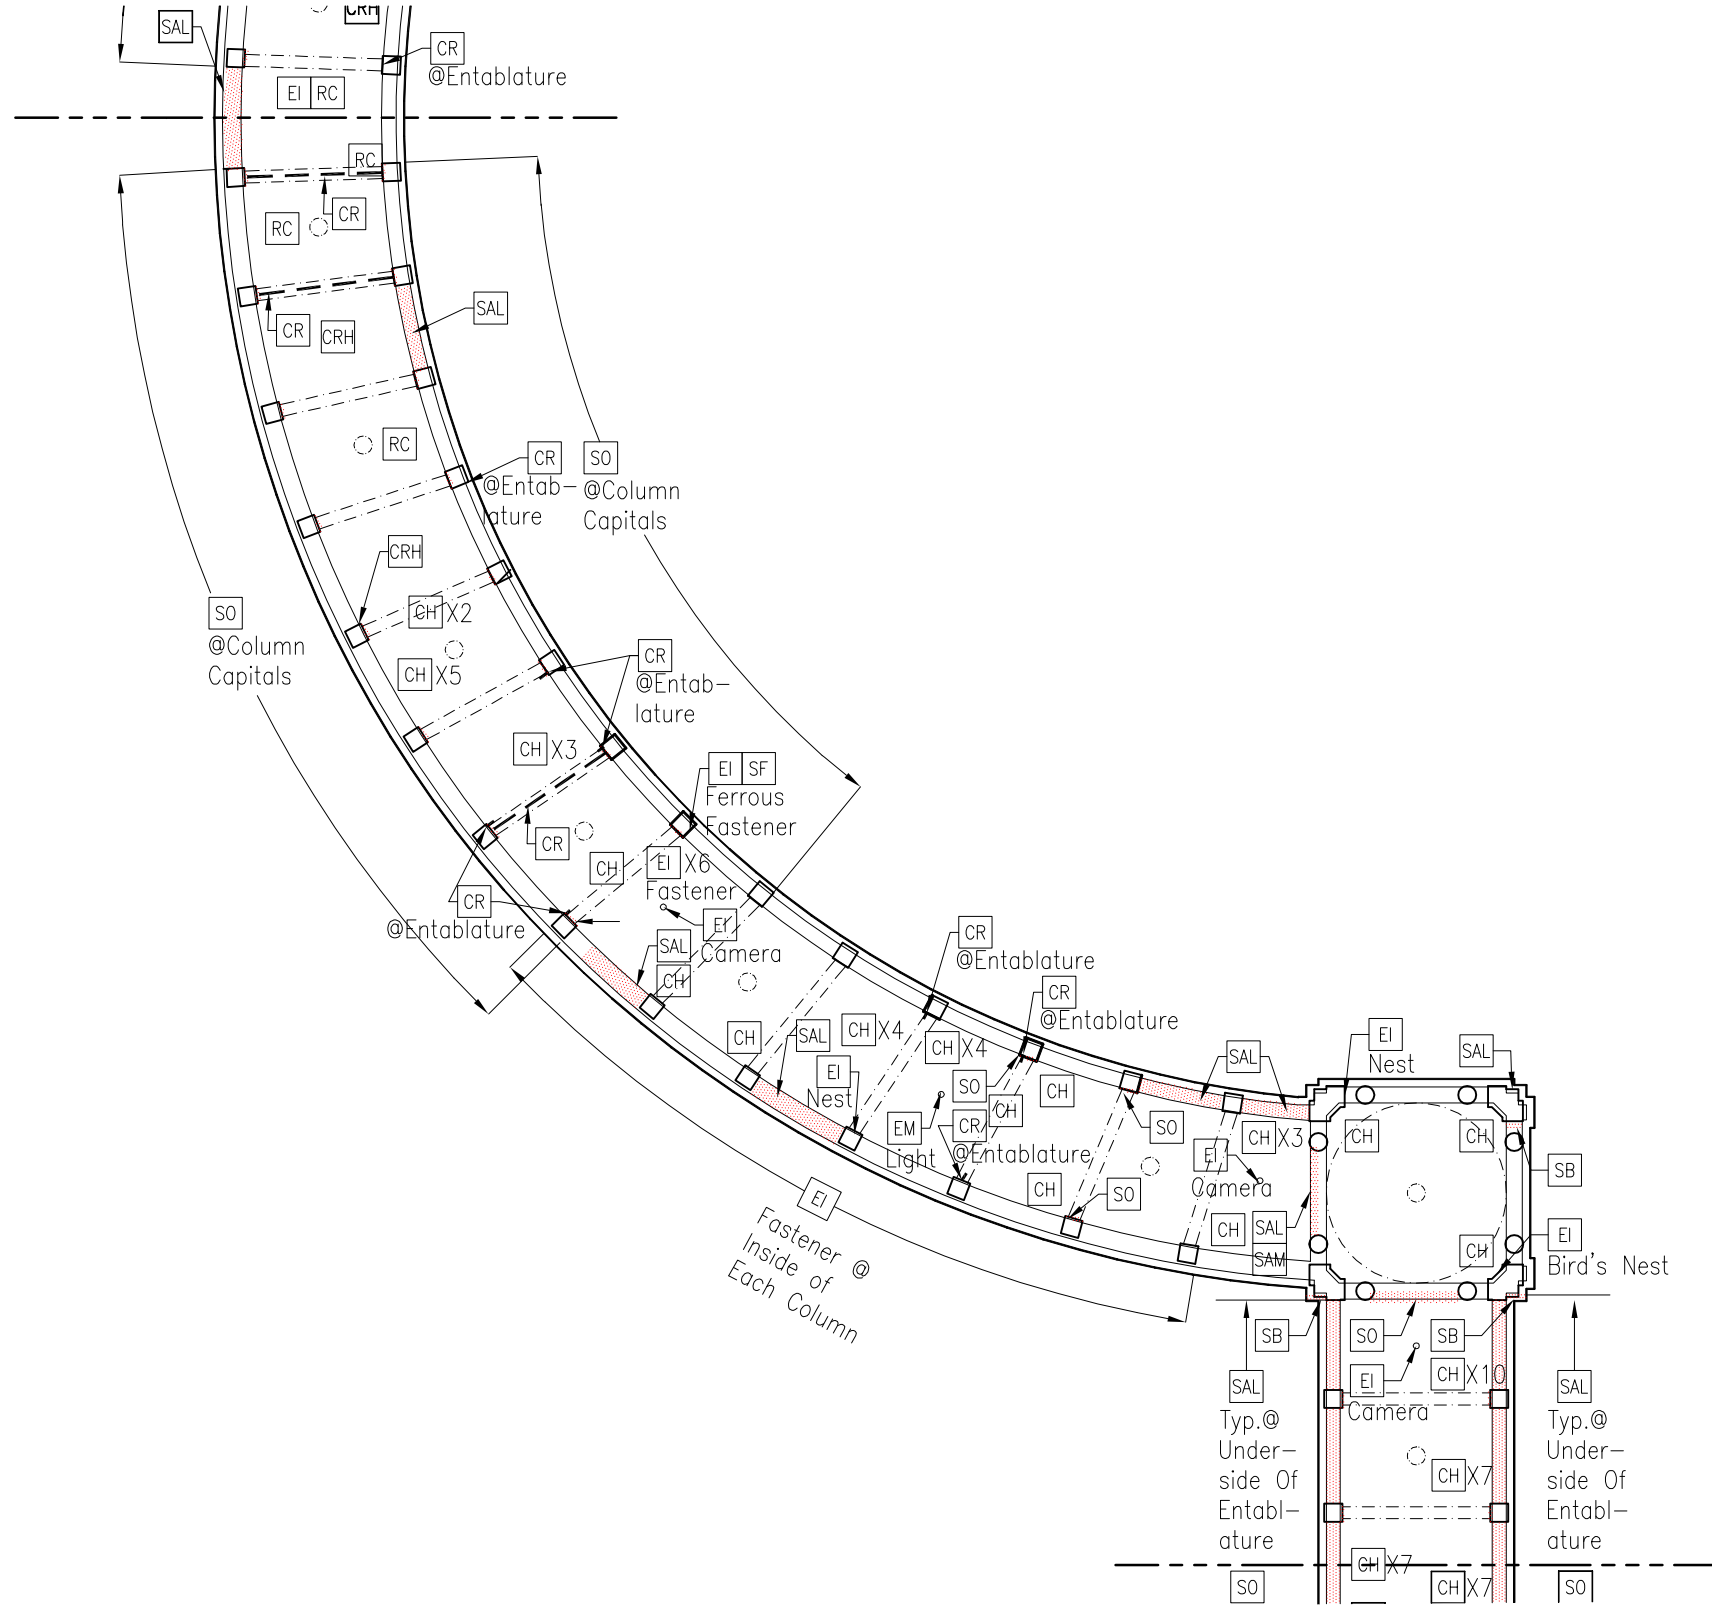 CRH
SAL
CR
@Entablature
EI RC
RC
CR
RC
SAL
CR
CRH
RC
CR
@Entab-
lature
SO
@Column
Capitals
CRH
CH X2
SO
@Column
Capitals
CH X5
CR
@Entab-
lature
CH X3
EI SF
Ferrous
Fastener
CR
CH
EI X6
Fastener
CR
@Entablature
EI
Camera
SAL
CH
CR
@Entablature
CR
@Entablature
CH
SAL
CH X4
CH X4
EI
Nest
SO
CH
CH
SAL
EI
Nest
SAL
EM
Light
CR
@Entablature
SO
CH X3
CH
CH
EI
Camera
SB
CH
SO
EI
Fastener @
Inside of
Each Column
CH
SAL
SAM
CH
EI
Bird's Nest
SB
SO
SB
EI
Camera
CH X10
SAL
Typ.@
Under-
side Of
Entabl-
ature
SAL
Typ.@
Under-
side Of
Entabl-
ature
CH X7
CH X7
SO
CH X7
SO